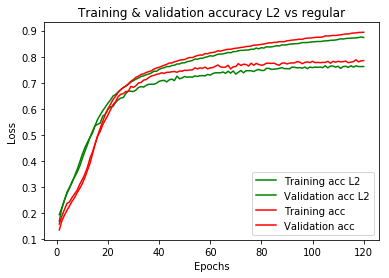 Training & validation accuracy L2 vs regular
Loss
0.9
0.8
0.7
0.6
0.5
0.4
0.3
0.2
0.1
Training acc L2
Validation acc L2
Training acc
Validation acc
0 20 40 60 80 100 120
Epochs